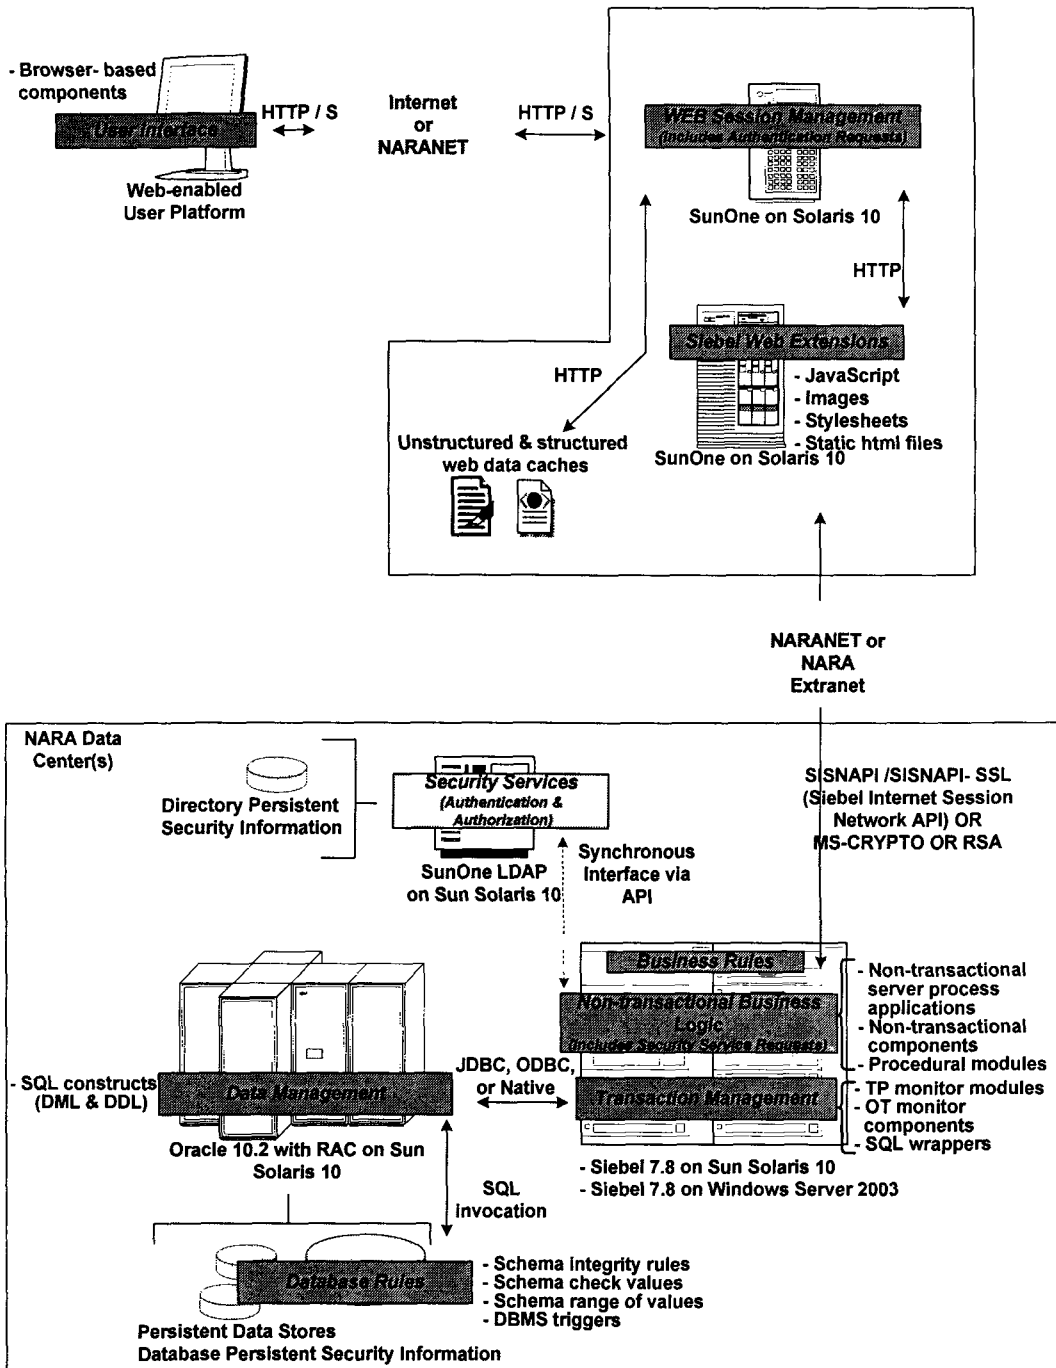 - Browser- based
components
User Interface
HTTP / S
Web-enabled
User Platform
Internet
or
NARANET
HTTP / S
WEB Session Management
(Includes Authentication Requests)
SunOne on Solaris 10
HTTP
Siebel Web Extensions
- JavaScript
- Images
- Stylesheets
- Static html files
SunOne on Solaris 10
HTTP
Unstructured & structured
web data caches
NARANET or
NARA
Extranet
NARA Data
Center(s)
Directory Persistent
Security Information
Security Services
(Authentication &
Authorization)
SunOne LDAP
on Sun Solaris 10
Synchronous
Interface via
API
SISNAPI /SISNAPI- SSL
(Siebel Internet Session
Network API) OR
MS-CRYPTO OR RSA
Business Rules
Non-transactional Business
Logic
(Includes Security Service Requests)
- Non-transactional
server process
applications
- Non-transactional
components
- Procedural modules
Transaction Management
- TP monitor modules
- OT monitor
components
- SQL wrappers
- Siebel 7.8 on Sun Solaris 10
- Siebel 7.8 on Windows Server 2003
JDBC, ODBC,
or Native
- SQL constructs
(DML & DDL)
Data Management
Oracle 10.2 with RAC on Sun
Solaris 10
SQL
invocation
Database Rules
- Schema integrity rules
- Schema check values
- Schema range of values
- DBMS triggers
Persistent Data Stores
Database Persistent Security Information